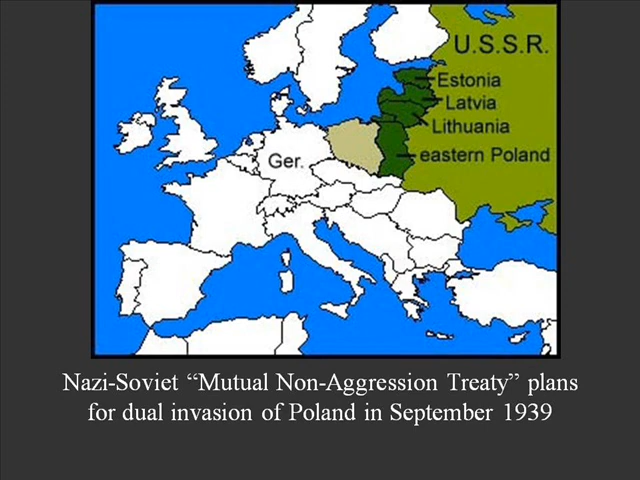 U.S.S.R.
Estonia
Latvia
Lithuania
Ger.
eastern Poland
Nazi-Soviet “Mutual Non-Aggression Treaty” plans
for dual invasion of Poland in September 1939